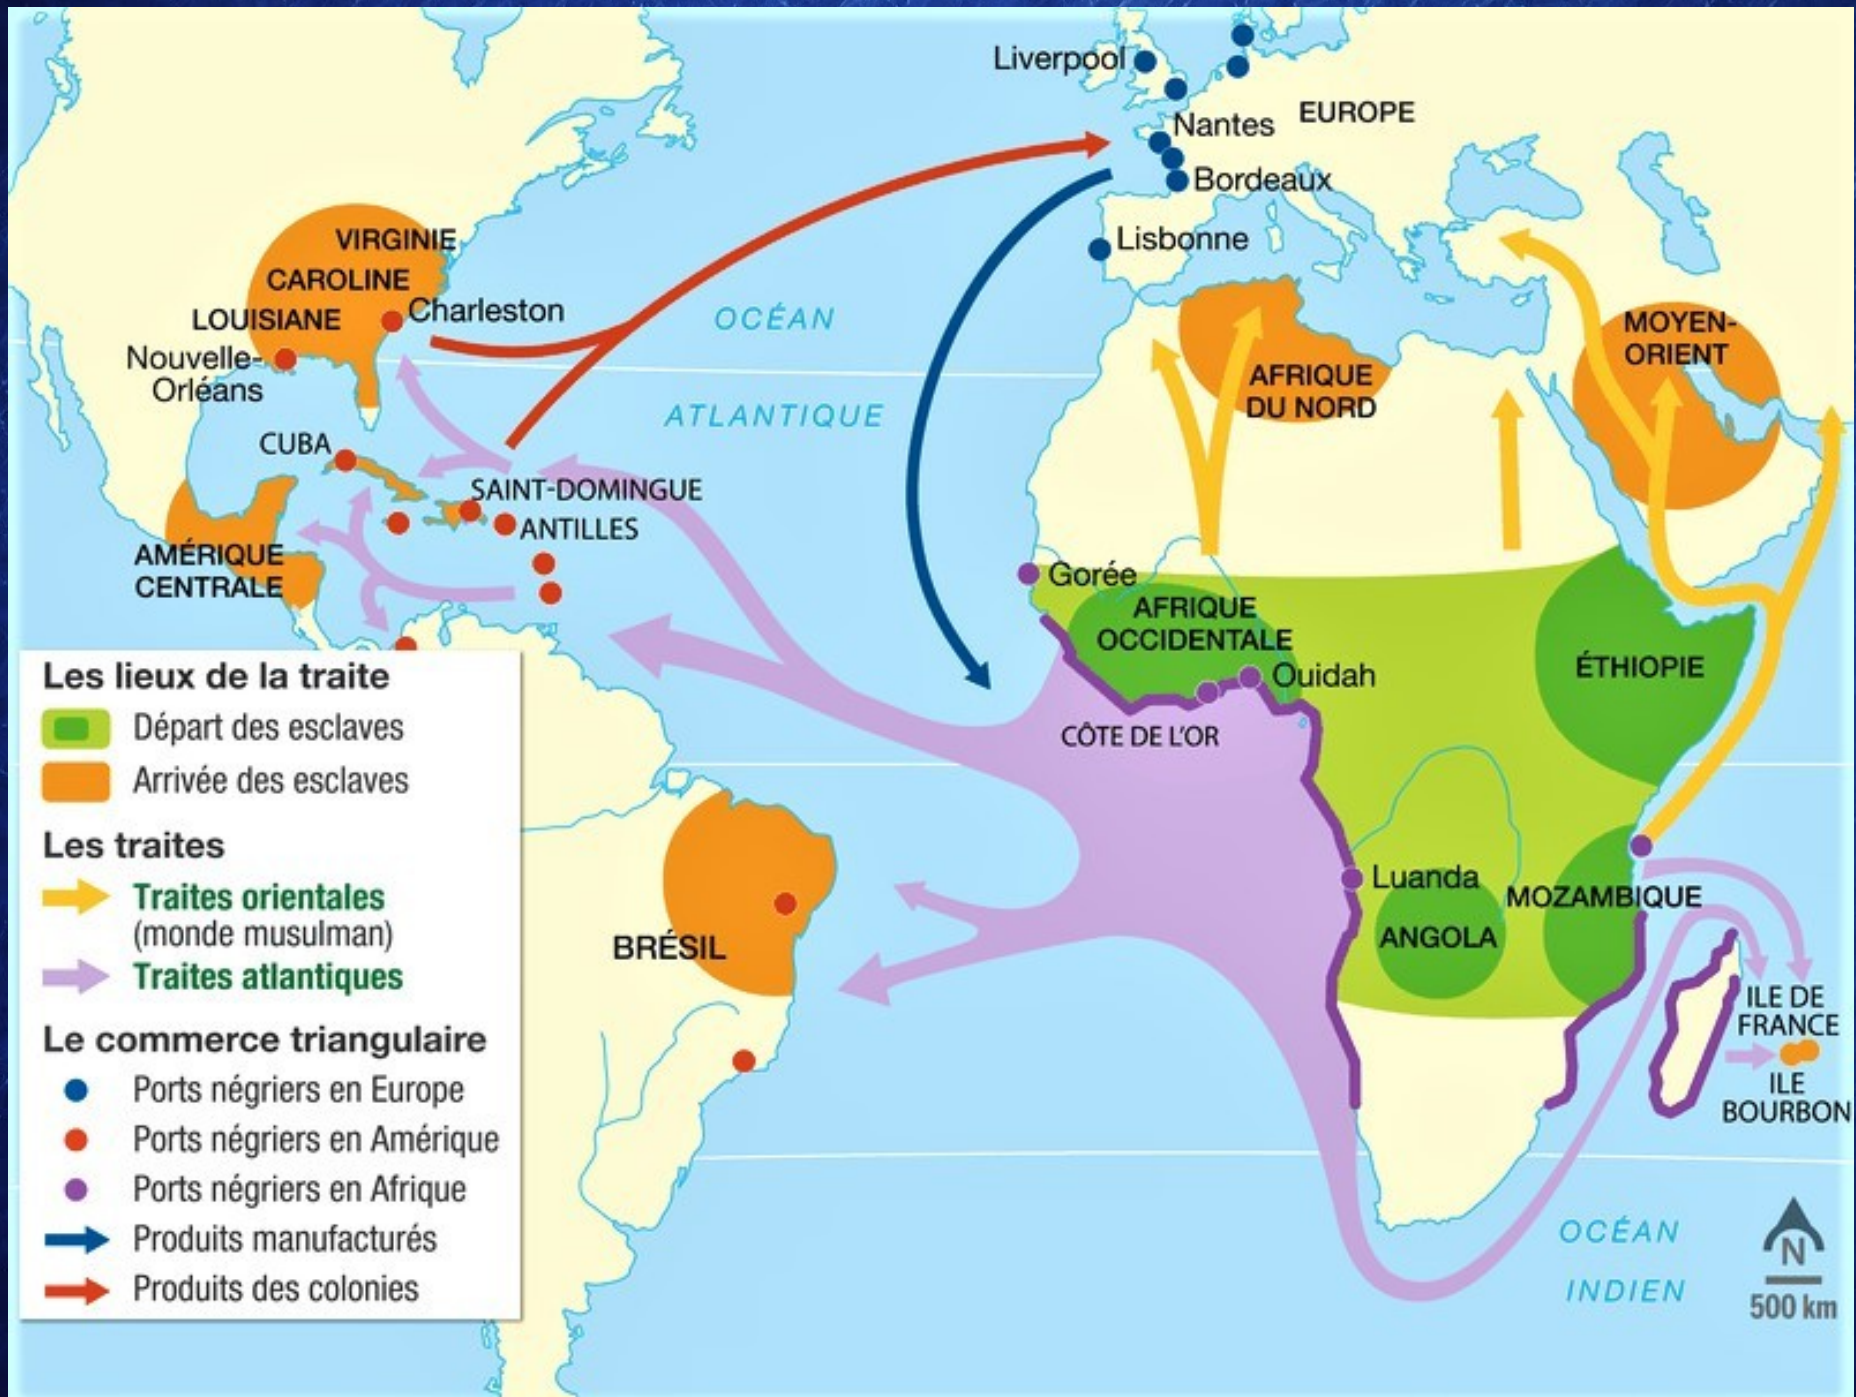 Liverpool
Nantes
EUROPE
Bordeaux
Lisbonne
VIRGINIE
CAROLINE
LOUISIANE
Charleston
Nouvelle-
Orléans
OCÉAN
ATLANTIQUE
CUBA
SAINT-DOMINGUE
ANTILLES
AMÉRIQUE
CENTRALE
MOYEN-
ORIENT
AFRIQUE
DU NORD
Gorée
AFRIQUE
OCCIDENTALE
Ouidah
CÔTE DE L'OR
ÉTHIOPIE
Luanda
ANGOLA
MOZAMBIQUE
BRÉSIL
ILE DE
FRANCE
ILE
BOURBON
OCÉAN
INDIEN
N
500 km
Les lieux de la traite
Départ des esclaves
Arrivée des esclaves
Les traites
Traites orientales
(monde musulman)
Traites atlantiques
Le commerce triangulaire
Ports négriers en Europe
Ports négriers en Amérique
Ports négriers en Afrique
Produits manufacturés
Produits des colonies